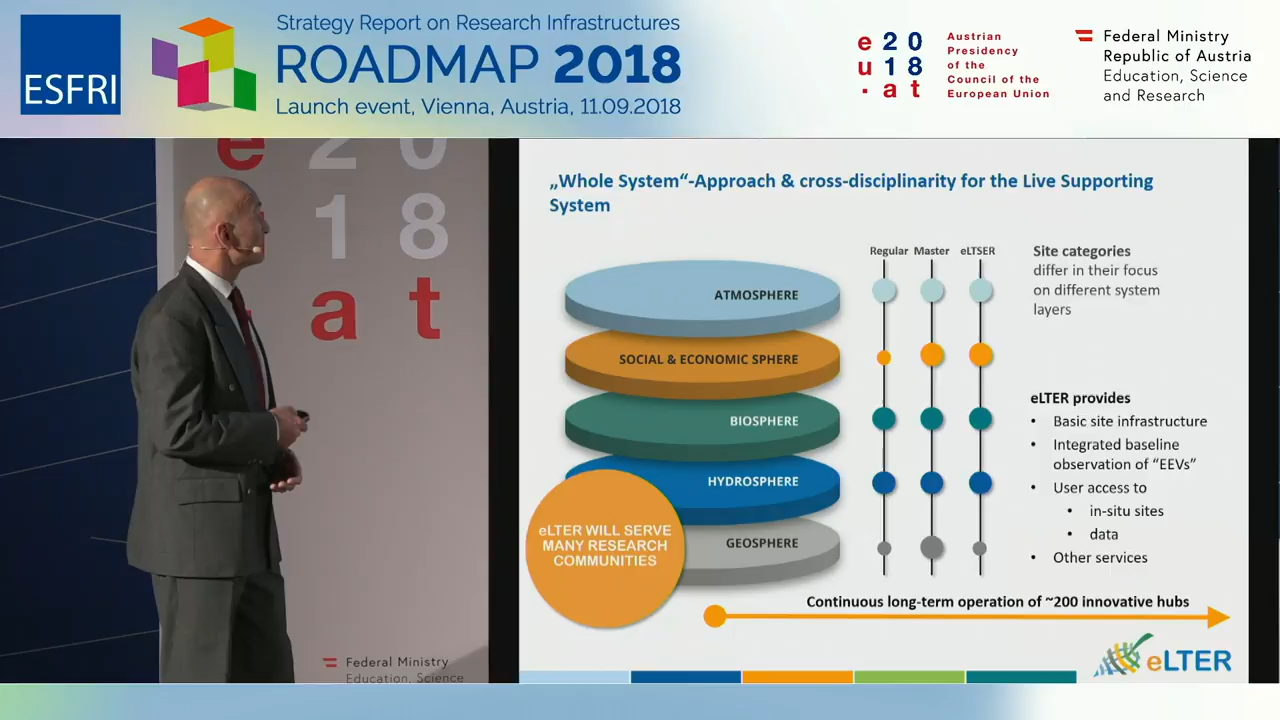 ESFRI
Strategy Report on Research Infrastructures
ROADMAP 2018
Launch event, Vienna, Austria, 11.09.2018
e20
u18
.at
Austrian
Presidency
of the
Council of the
European Union
Federal Ministry
Republic of Austria
Education, Science
and Research
e 2 0
1 8
a t
Federal Ministry
Education, Science
„Whole System“-Approach & cross-disciplinarity for the Live Supporting
System
ATMOSPHERE
SOCIAL & ECONOMIC SPHERE
BIOSPHERE
HYDROSPHERE
GEOSPHERE
eLTER WILL SERVE
MANY RESEARCH
COMMUNITIES
Regular Master eLTSER
Site categories
differ in their focus
on different system
layers
eLTER provides
• Basic site infrastructure
• Integrated baseline
observation of “EEVs”
• User access to
• in-situ sites
• data
• Other services
Continuous long-term operation of ~200 innovative hubs
eLTER